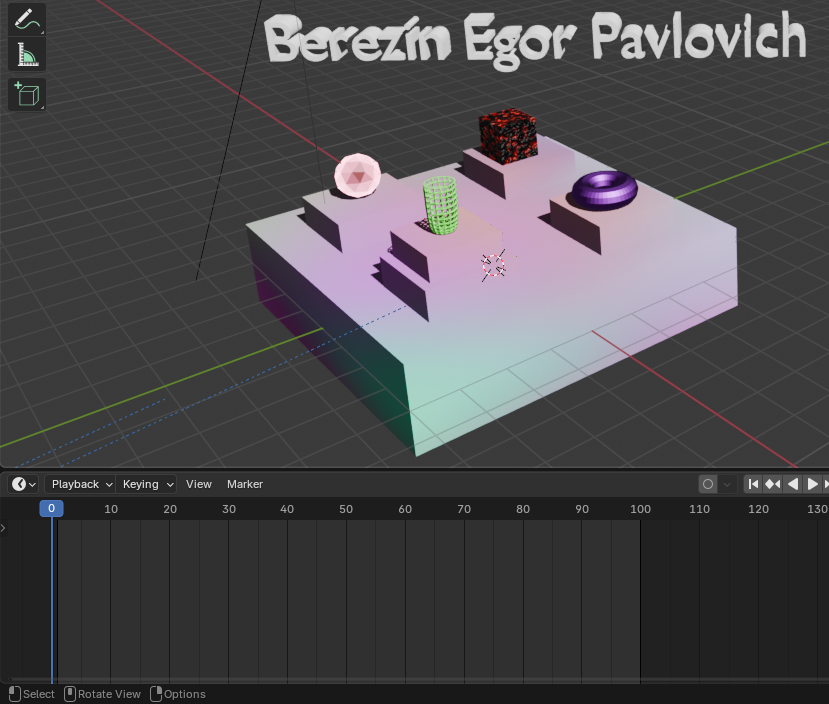 Berezin Egor Pavlovich
Playback Keying View Marker
0 10 20 30 40 50 60 70 80 90 100 110 120 130
Select Rotate View Options